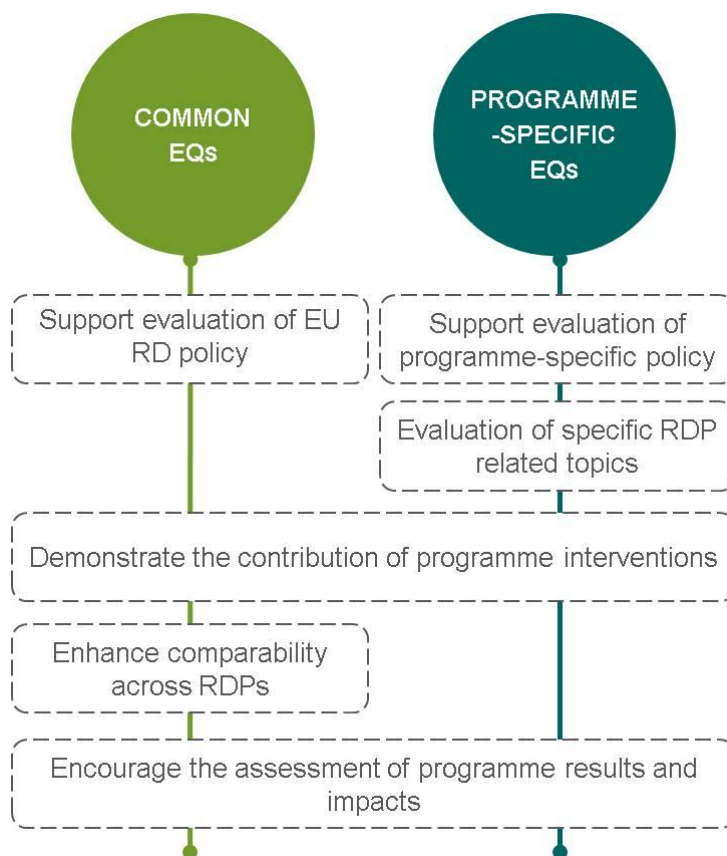 COMMON
EQs
PROGRAMME
-SPECIFIC
EQs
Support evaluation of EU
RD policy
Support evaluation of
programme-specific policy
Evaluation of specific RDP
related topics
Demonstrate the contribution of programme interventions
Enhance comparability
across RDPs
Encourage the assessment of programme results and
impacts